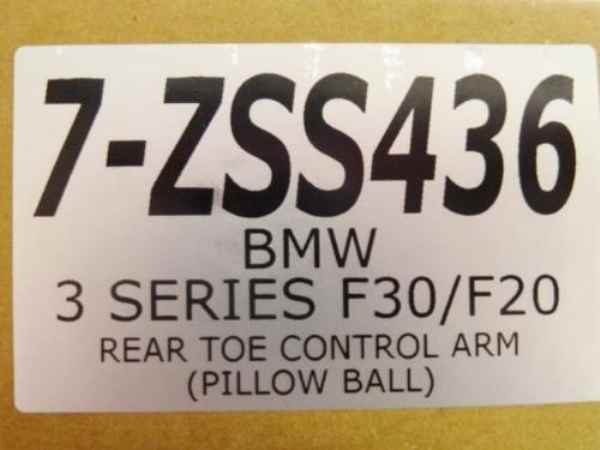 7-ZSS436
BMW
3 SERIES F30/F20
REAR TOE CONTROL ARM
(PILLOW BALL)